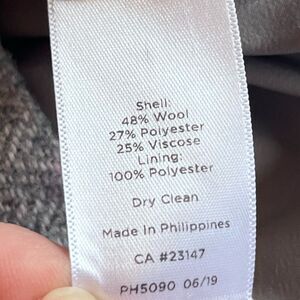 Shell:
48% Wool
27% Polyester
25% Viscose
Lining:
100% Polyester
Dry Clean
Made In Philippines
CA #23147
PH5090 06/19